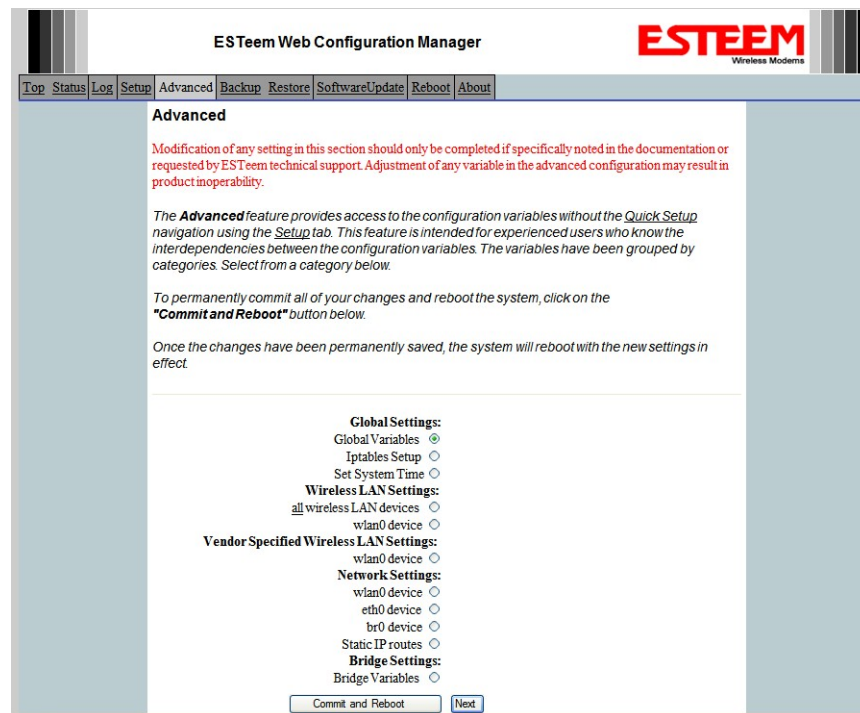 ESTeem Web Configuration Manager
ESTEEM
Wireless Modems
Top Status Log Setup Advanced Backup Restore SoftwareUpdate Reboot About
Advanced
Modification of any setting in this section should only be completed if specifically noted in the documentation or
requested by ESTeem technical support. Adjustment of any variable in the advanced configuration may result in
product inoperability.
The Advanced feature provides access to the configuration variables without the Quick Setup
navigation using the Setup tab. This feature is intended for experienced users who know the
interdependencies between the configuration variables. The variables have been grouped by
categories. Select from a category below.
To permanently commit all of your changes and reboot the system, click on the
"Commit and Reboot" button below.
Once the changes have been permanently saved, the system will reboot with the new settings in
effect.
Global Settings:
Global Variables
Iptables Setup
Set System Time
Wireless LAN Settings:
all wireless LAN devices
wlan0 device
Vendor Specified Wireless LAN Settings:
wlan0 device
Network Settings:
wlan0 device
eth0 device
br0 device
Static IP routes
Bridge Settings:
Bridge Variables
Commit and Reboot Next